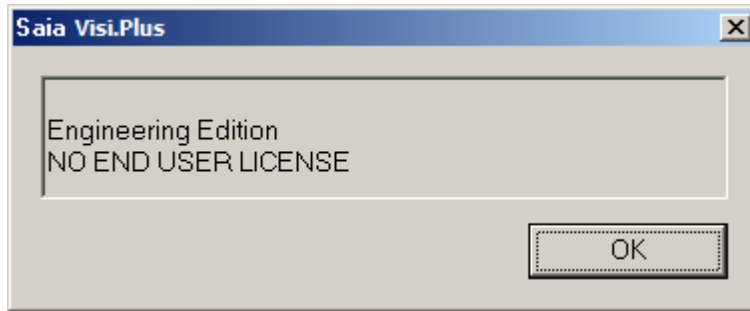 Saia Visi.Plus
Engineering Edition
NO END USER LICENSE
OK